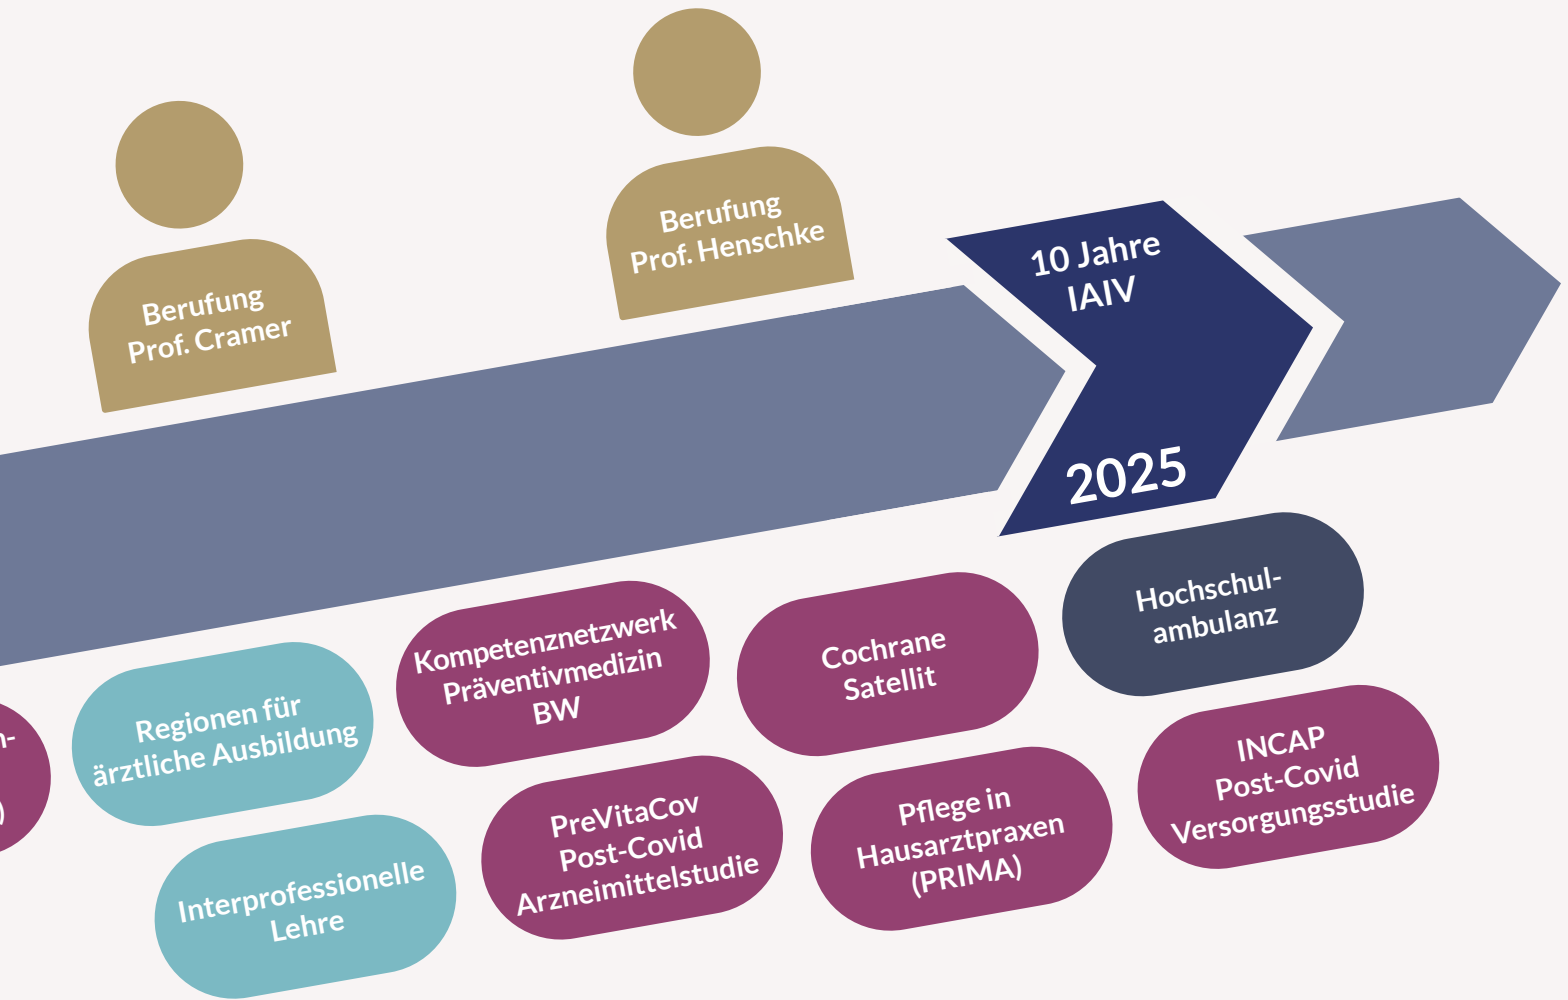 Berufung
Prof. Cramer
Berufung
Prof. Henschke
10 Jahre
IAIV
2025
Regionen für
ärztliche Ausbildung
Interprofessionelle
Lehre
Kompetenznetzwerk
Präventivmedizin
BW
PreVitaCov
Post-Covid
Arzneimittelstudie
Cochrane
Satellit
Pflege in
Hausarztpraxen
(PRIMA)
Hochschul-
ambulanz
INCAP
Post-Covid
Versorgungsstudie